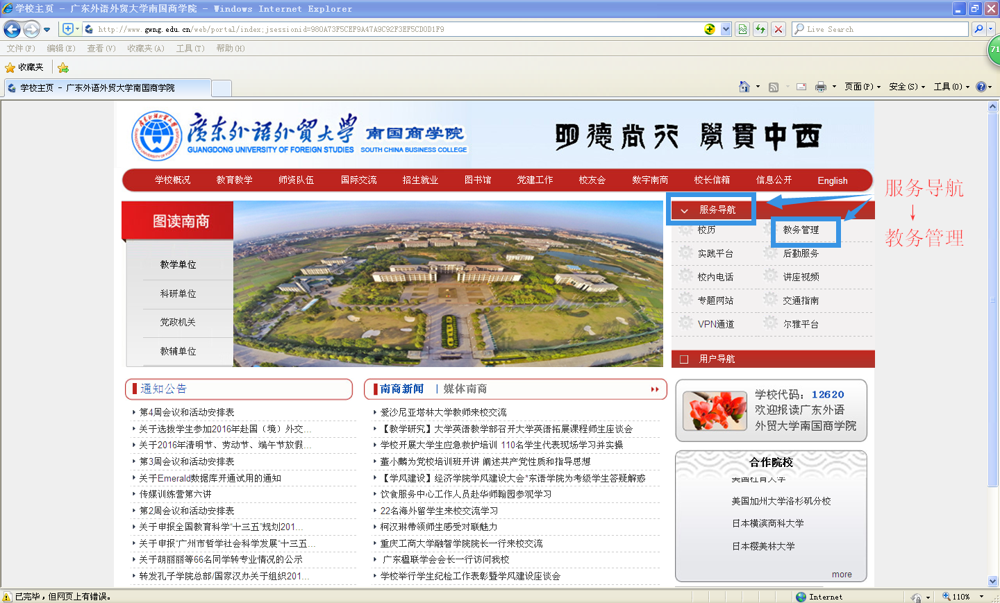 学校主页 - 广东外语外贸大学南国商学院 - Windows Internet Explorer
http://www.gwng.edu.cn/web/portal/index;jsessionid=980A73F5CEF9A47A9C92F3EF5CD0D1F9
Live Search
文件(F) 编辑(E) 查看(V) 收藏夹(A) 工具(T) 帮助(H)
71
收藏夹
学校主页 - 广东外语外贸大学南国商学院
页面(P) 安全(S) 工具(O)
廣东外语外贸大学 南国商学院
GUANGDONG UNIVERSITY OF FOREIGN STUDIES SOUTH CHINA BUSINESS COLLEGE
明德尚行 學貫中西
学校概况 教育教学 师资队伍 国际交流 招生就业 图书馆 党建工作 校友会 数字南商 校长信箱 信息公开 English
图读南商
教学单位
科研单位
党政机关
教辅单位
服务导航
校历 教务管理
实践平台 后勤服务
校内电话 讲座视频
专题网站 交通指南
VPN通道 尔雅平台
用户导航
服务导航
↓
教务管理
通知公告
第4周会议和活动安排表
关于选拔学生参加2016年赴国（境）外交...
关于2016年清明节、劳动节、端午节放假...
第3周会议和活动安排表
关于Emerald数据库开通试用的通知
传媒训练营第六讲
第2周会议和活动安排表
关于申报全国教育科学“十三五”规划201...
关于申报“广州市哲学社会科学发展“十三五...
关于胡丽丽等66名同学转专业情况的公示
转发孔子学院总部/国家汉办关于组织201...
南商新闻 | 媒体南商
爱沙尼亚塔林大学教师来校交流
【教学研究】大学英语教学部召开大学英语拓展课程师生座谈会
学校开展大学生应急救护培训 110名学生代表现场学习并实操
董小麟为党校培训班开讲 阐述共产党性质和指导思想
【学风建设】经济学院学风建设大会*东语学院为考级学生答疑解惑
饮食服务中心工作人员赴华师翰园参观学习
22名海外留学生来校交流学习
柯汉琳带领师生感受对联魅力
重庆工商大学融智学院院长一行来校交流
广东楹联学会会长一行访问我校
学校举行学生纪检工作表彰暨学风建设座谈会
学校代码：12620
欢迎报读广东外语
外贸大学南国商学院
合作院校
美国杜肯大学
美国加州大学洛杉矶分校
日本横滨商科大学
日本樱美林大学
more
已完毕，但网页上有错误。
Internet
110%